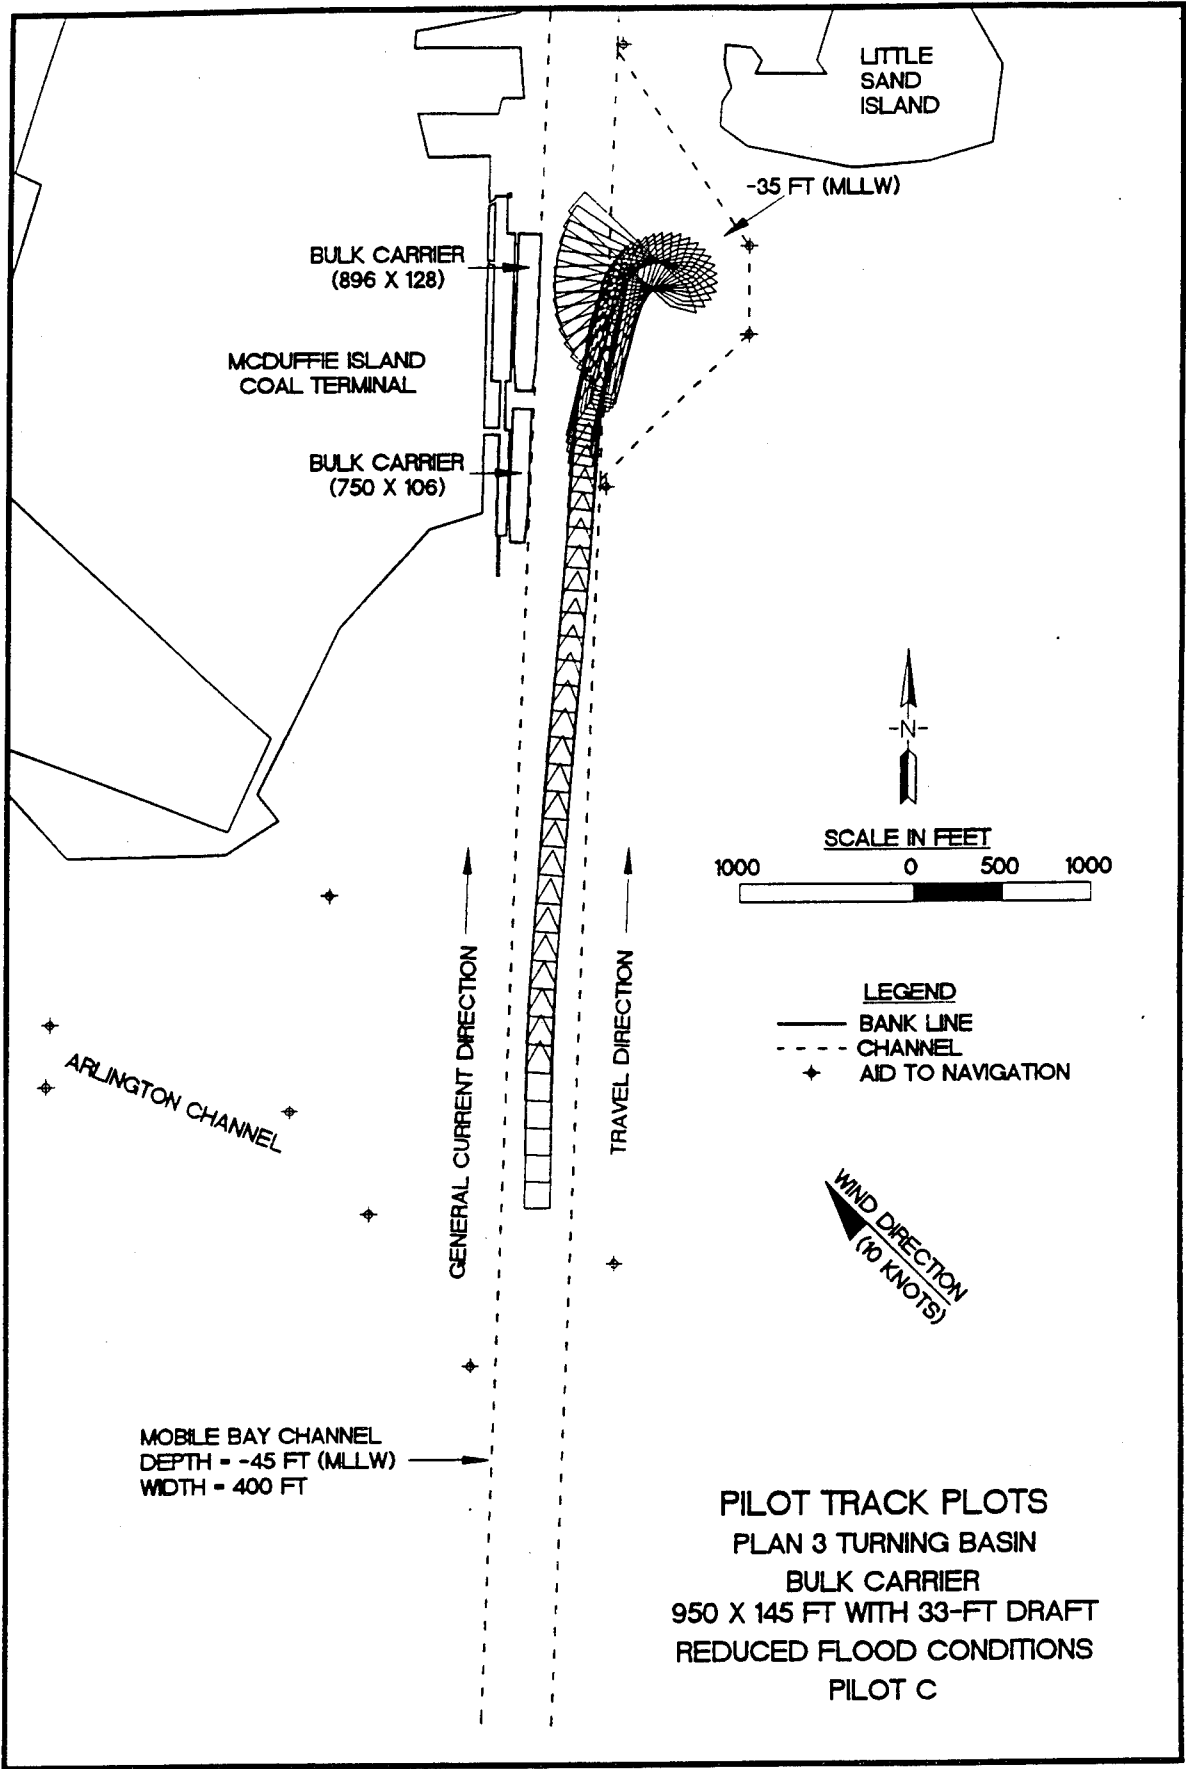 LITTLE
SAND
ISLAND
-35 FT (MLLW)
BULK CARRIER
(896 X 128)
MCDUFFIE ISLAND
COAL TERMINAL
BULK CARRIER
(750 X 106)
-N-
SCALE IN FEET
1000 0 500 1000
GENERAL CURRENT DIRECTION
TRAVEL DIRECTION
LEGEND
BANK LINE
CHANNEL
AID TO NAVIGATION
ARLINGTON CHANNEL
WIND DIRECTION
(10 KNOTS)
MOBILE BAY CHANNEL
DEPTH = -45 FT (MLLW)
WIDTH = 400 FT
PILOT TRACK PLOTS
PLAN 3 TURNING BASIN
BULK CARRIER
950 X 145 FT WITH 33-FT DRAFT
REDUCED FLOOD CONDITIONS
PILOT C